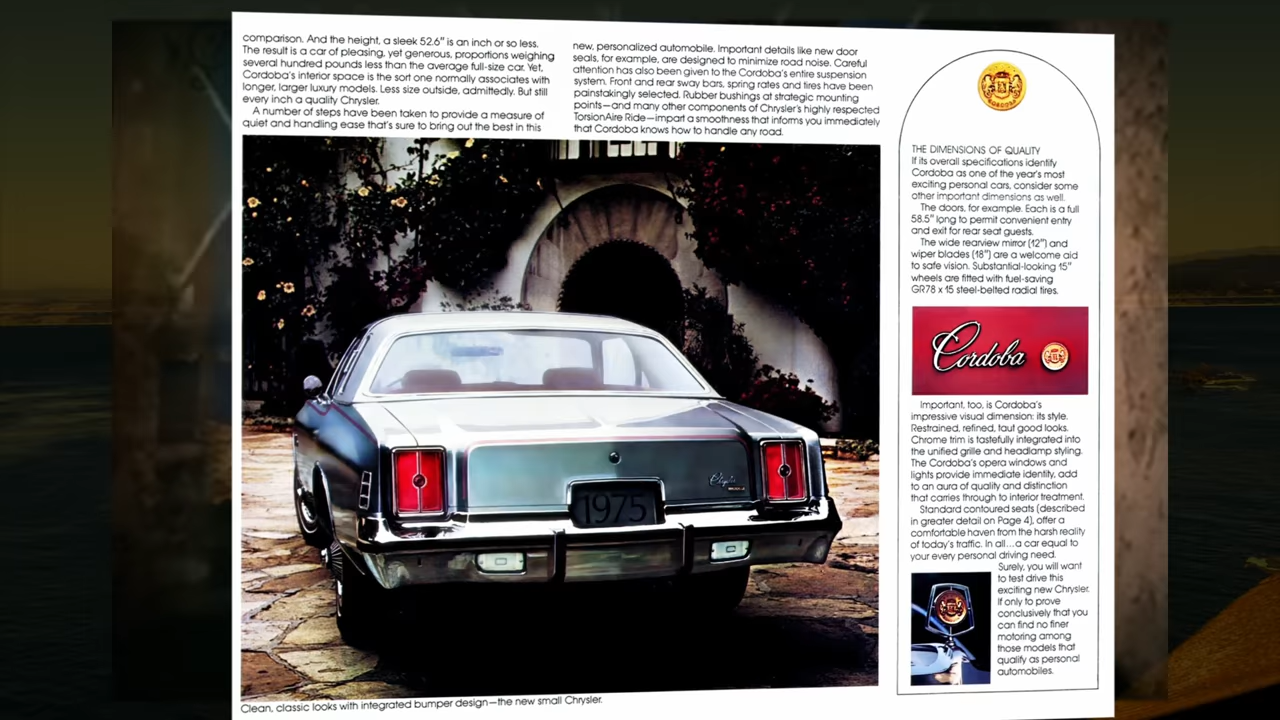 comparison. And the height, a sleek 52.6" is an inch or so less.
The result is a car of pleasing, yet generous, proportions weighing
several hundred pounds less than the average full-size car. Yet,
Cordoba's interior space is the sort one normally associates with
longer, larger luxury models. Less size outside, admittedly. But still
every inch a quality Chrysler.
A number of steps have been taken to provide a measure of
quiet and handling ease that's sure to bring out the best in this
new, personalized automobile. Important details like new door
seals, for example, are designed to minimize road noise. Careful
attention has also been given to the Cordoba's entire suspension
system. Front and rear sway bars, spring rates and tires have been
painstakingly selected. Rubber bushings at strategic mounting
points—and many other components of Chrysler's highly respected
TorsionAire Ride—impart a smoothness that informs you immediately
that Cordoba knows how to handle any road.
1975
Clean, classic looks with integrated bumper design—the new small Chrysler.
CORDOBA
THE DIMENSIONS OF QUALITY
If its overall specifications identify
Cordoba as one of the year's most
exciting personal cars, consider some
other important dimensions as well.
The doors, for example. Each is a full
58.5" long to permit convenient entry
and exit for rear seat guests.
The wide rearview mirror (12") and
wiper blades (18") are a welcome aid
to safe vision. Substantial-looking 15"
wheels are fitted with fuel-saving
GR78 x 15 steel-belted radial tires.
Cordoba
Important, too, is Cordoba's
impressive visual dimension: its style.
Restrained, refined, taut good looks.
Chrome trim is tastefully integrated into
the unified grille and headlamp styling.
The Cordoba's opera windows and
lights provide immediate identity, add
to an aura of quality and distinction
that carries through to interior treatment.
Standard contoured seats (described
in greater detail on Page 4), offer a
comfortable haven from the harsh reality
of today's traffic. In all...a car equal to
your every personal driving need.
Surely, you will want
to test drive this
exciting new Chrysler.
If only to prove
conclusively that you
can find no finer
motoring among
those models that
qualify as personal
automobiles.